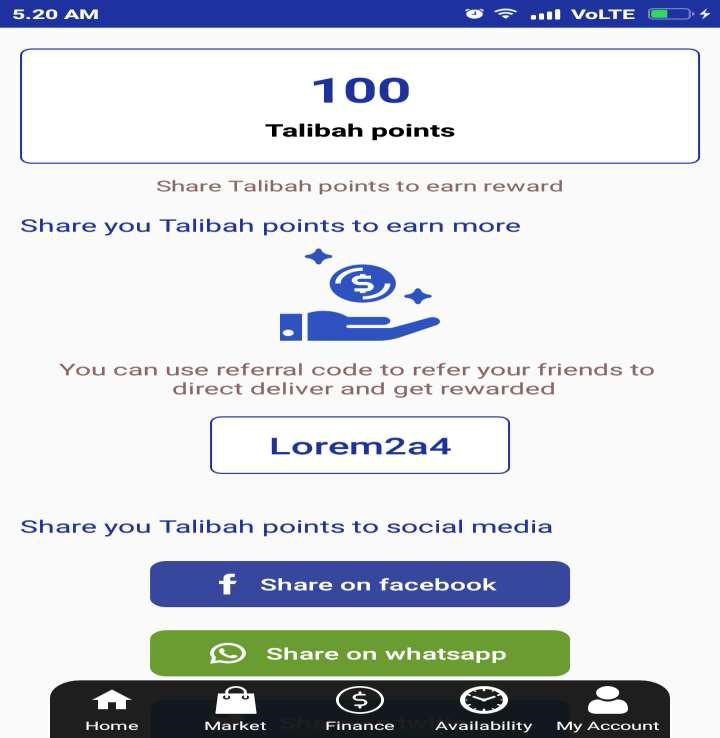 5.20 AM VoLTE
100
Talibah points
Share Talibah points to earn reward
Share you Talibah points to earn more
You can use referral code to refer your friends to
direct deliver and get rewarded
Lorem2a4
Share you Talibah points to social media
Share on facebook
Share on whatsapp
Home Market Finance Availability My Account